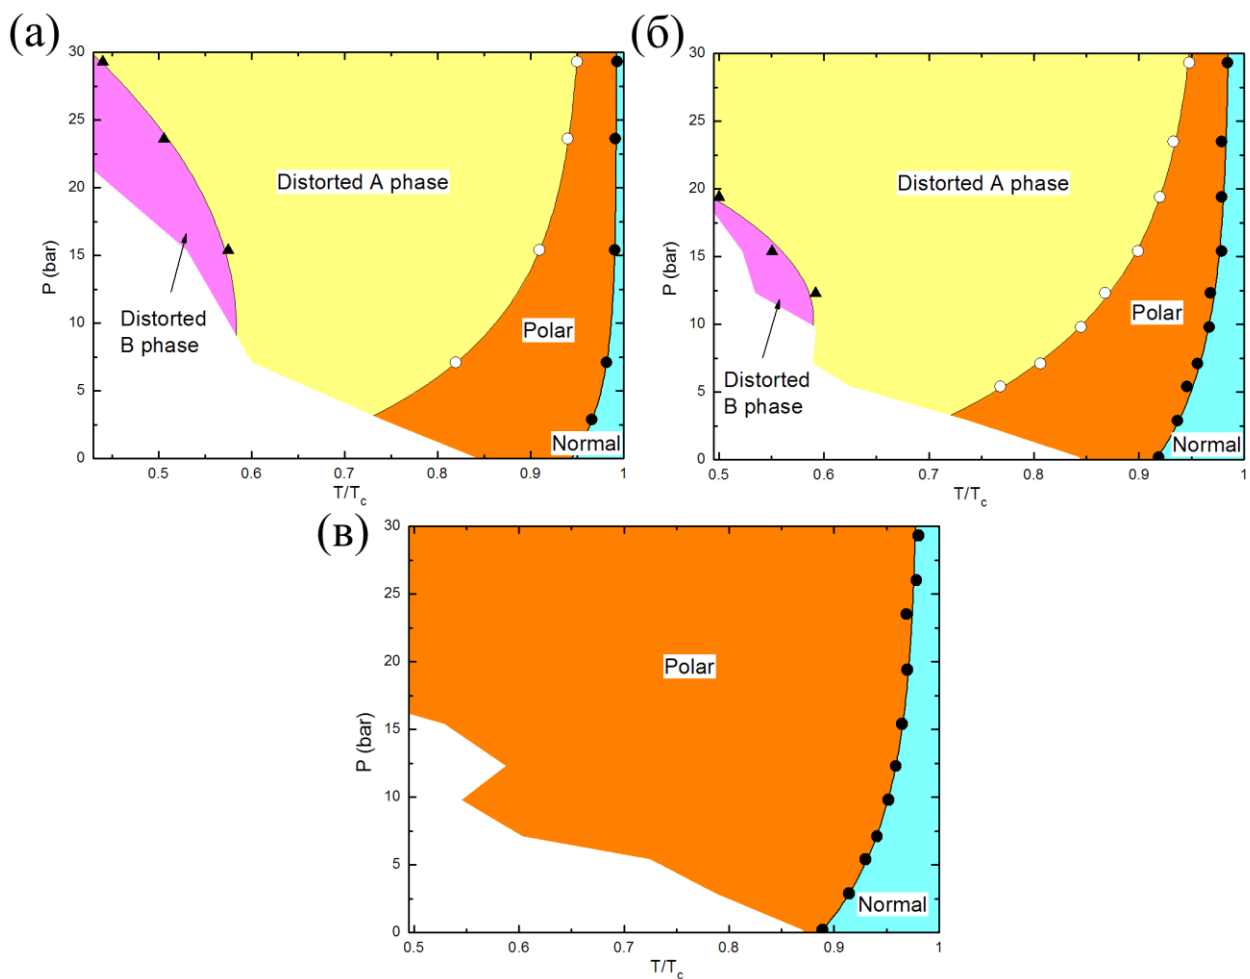 (а)
30
25
20
15
10
5
0
P (bar)
Distorted A phase
Distorted
B phase
Polar
Normal
0.5
0.6
0.7
0.8
0.9
1
T/Tc
(б)
30
25
20
15
10
5
0
P (bar)
Distorted A phase
Distorted
B phase
Polar
Normal
0.5
0.6
0.7
0.8
0.9
1
T/Tc
(в)
30
25
20
15
10
5
0
P (bar)
Polar
Normal
0.5
0.6
0.7
0.8
0.9
1
T/Tc